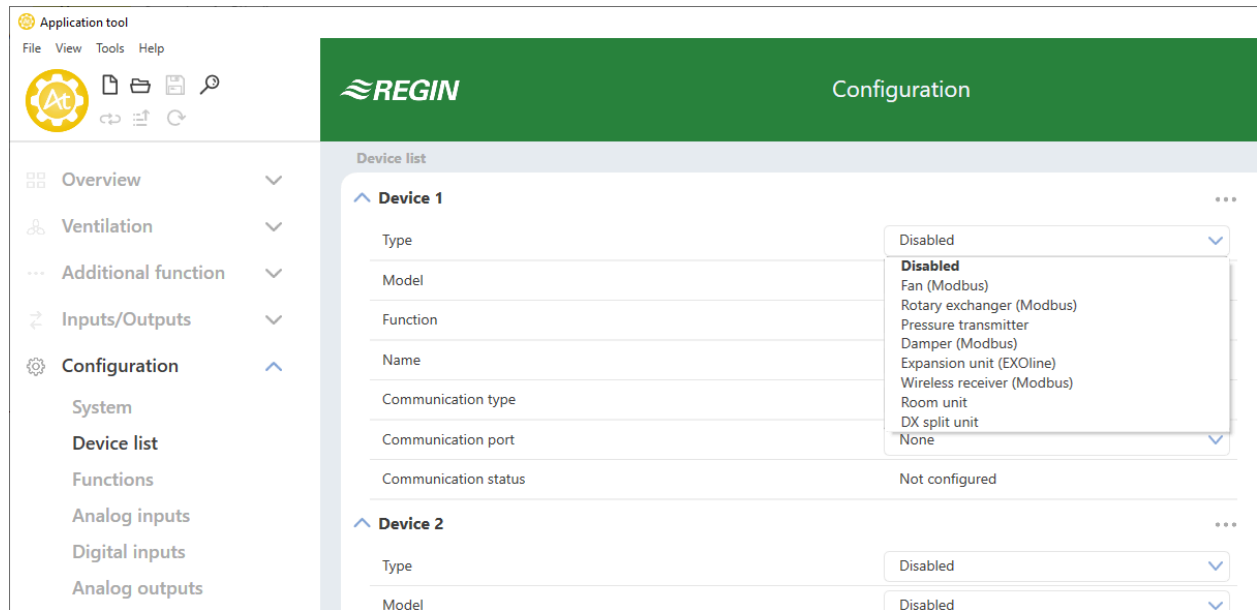 Application tool
File View Tools Help
At
REGIN
Configuration
Overview
Ventilation
Additional function
Inputs/Outputs
Configuration
System
Device list
Functions
Analog inputs
Digital inputs
Analog outputs
Device list
Device 1
Type Disabled
Disabled
Fan (Modbus)
Rotary exchanger (Modbus)
Pressure transmitter
Damper (Modbus)
Expansion unit (EXOline)
Wireless receiver (Modbus)
Room unit
DX split unit
Model
Function
Name
Communication type
Communication port None
Communication status Not configured
Device 2
Type Disabled
Model Disabled